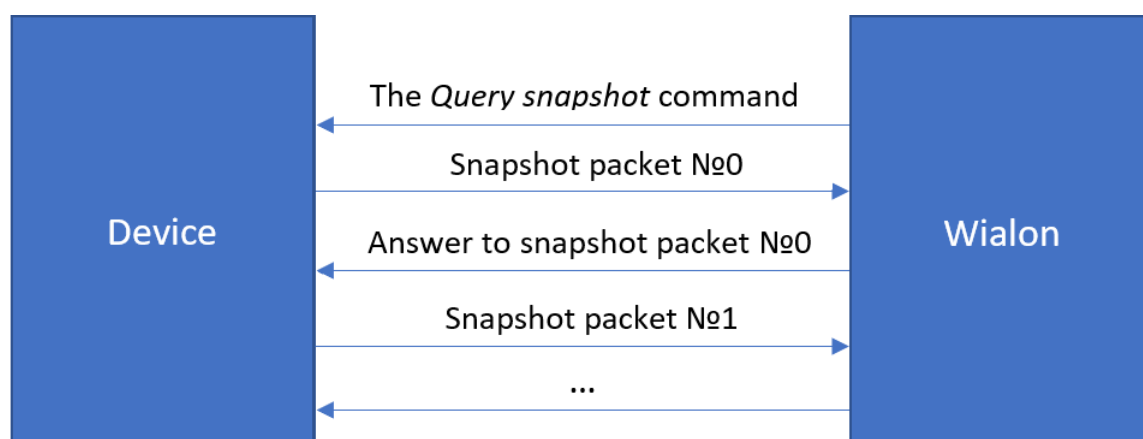 The Query snapshot command
Snapshot packet №0
Device
Answer to snapshot packet №0
Wialon
Snapshot packet №1
...